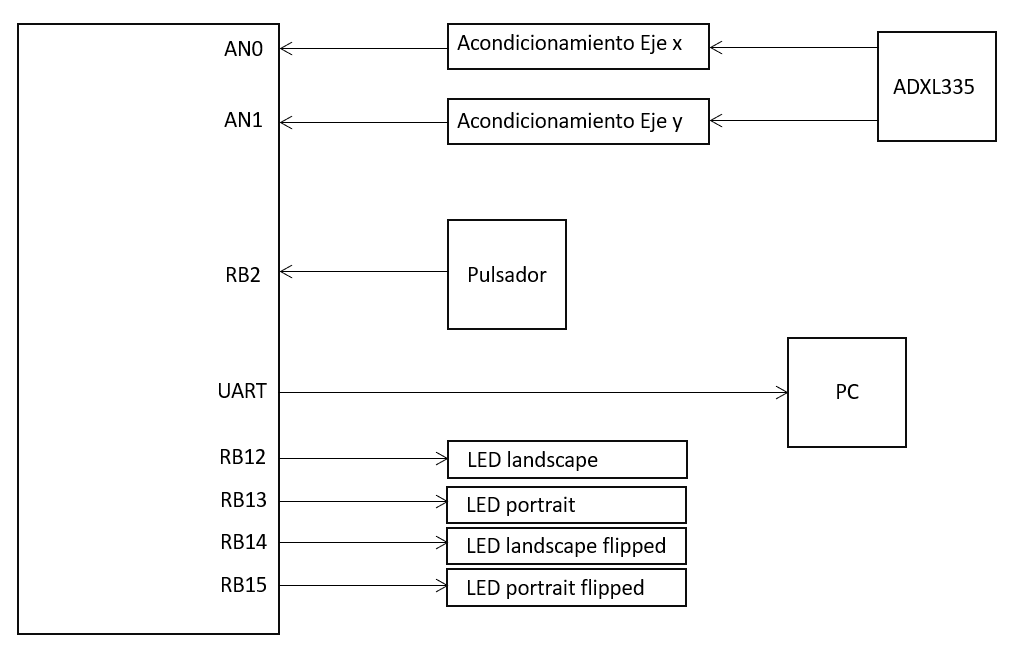 AN0
Acondicionamiento Eje x
ADXL335
AN1
Acondicionamiento Eje y
RB2
Pulsador
UART
PC
RB12
LED landscape
RB13
LED portrait
RB14
LED landscape flipped
RB15
LED portrait flipped